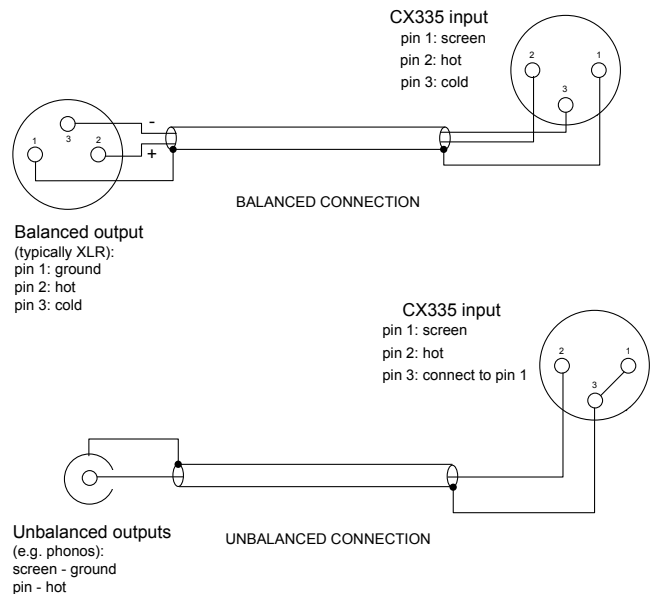 CX335 input
pin 1: screen
pin 2: hot
pin 3: cold
2
1
3
-
1
3
2
+
BALANCED CONNECTION
Balanced output
(typically XLR):
pin 1: ground
pin 2: hot
pin 3: cold
CX335 input
pin 1: screen
pin 2: hot
pin 3: connect to pin 1
2
1
3
Unbalanced outputs
(e.g. phonos):
screen - ground
pin - hot
UNBALANCED CONNECTION